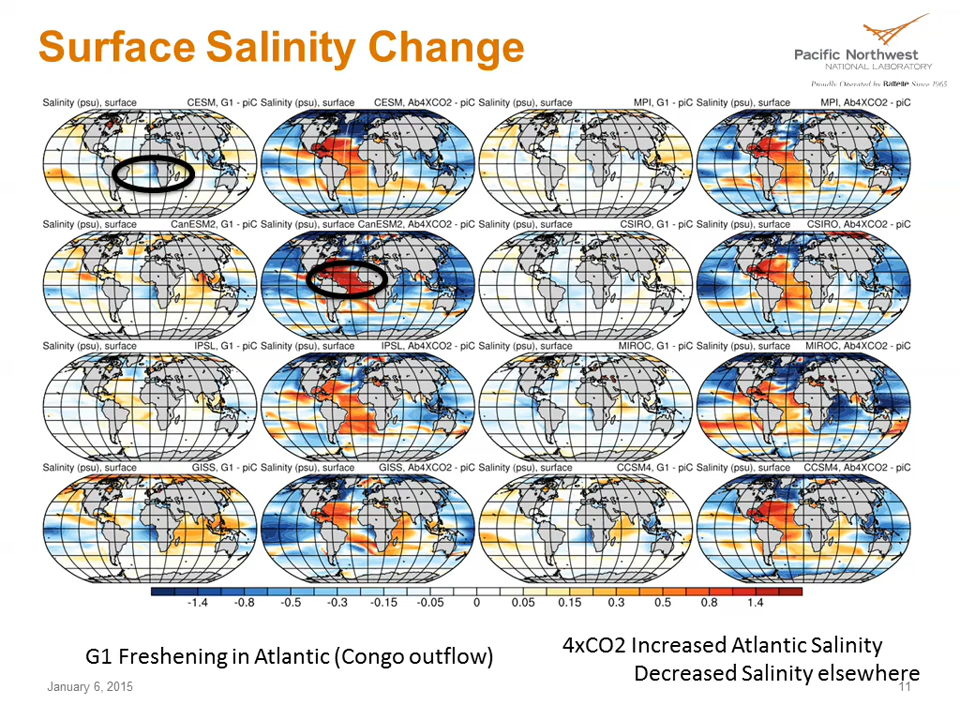 Surface Salinity Change
Pacific Northwest
NATIONAL LABORATORY
Proudly Operated by Battelle Since 1965
Salinity (psu), surface CESM, G1 - piC Salinity (psu), surface CESM, Ab4XCO2 - piC Salinity (psu), surface MPI, G1 - piC Salinity (psu), surface MPI, Ab4XCO2 - piC
Salinity (psu), surface CanESM2, G1 - piC Salinity (psu), surface CanESM2, Ab4XCO2 - piC Salinity (psu), surface CSIRO, G1 - piC Salinity (psu), surface CSIRO, Ab4XCO2 - piC
Salinity (psu), surface IPSL, G1 - piC Salinity (psu), surface IPSL, Ab4XCO2 - piC Salinity (psu), surface MIROC, G1 - piC Salinity (psu), surface MIROC, Ab4XCO2 - piC
Salinity (psu), surface GISS, G1 - piC Salinity (psu), surface GISS, Ab4XCO2 - piC Salinity (psu), surface CCSM4, G1 - piC Salinity (psu), surface CCSM4, Ab4XCO2 - piC
-1.4 -0.8 -0.5 -0.3 -0.15 -0.05 0 0.05 0.15 0.3 0.5 0.8 1.4
G1 Freshening in Atlantic (Congo outflow)
4xCO2 Increased Atlantic Salinity
Decreased Salinity elsewhere
January 6, 2015
11